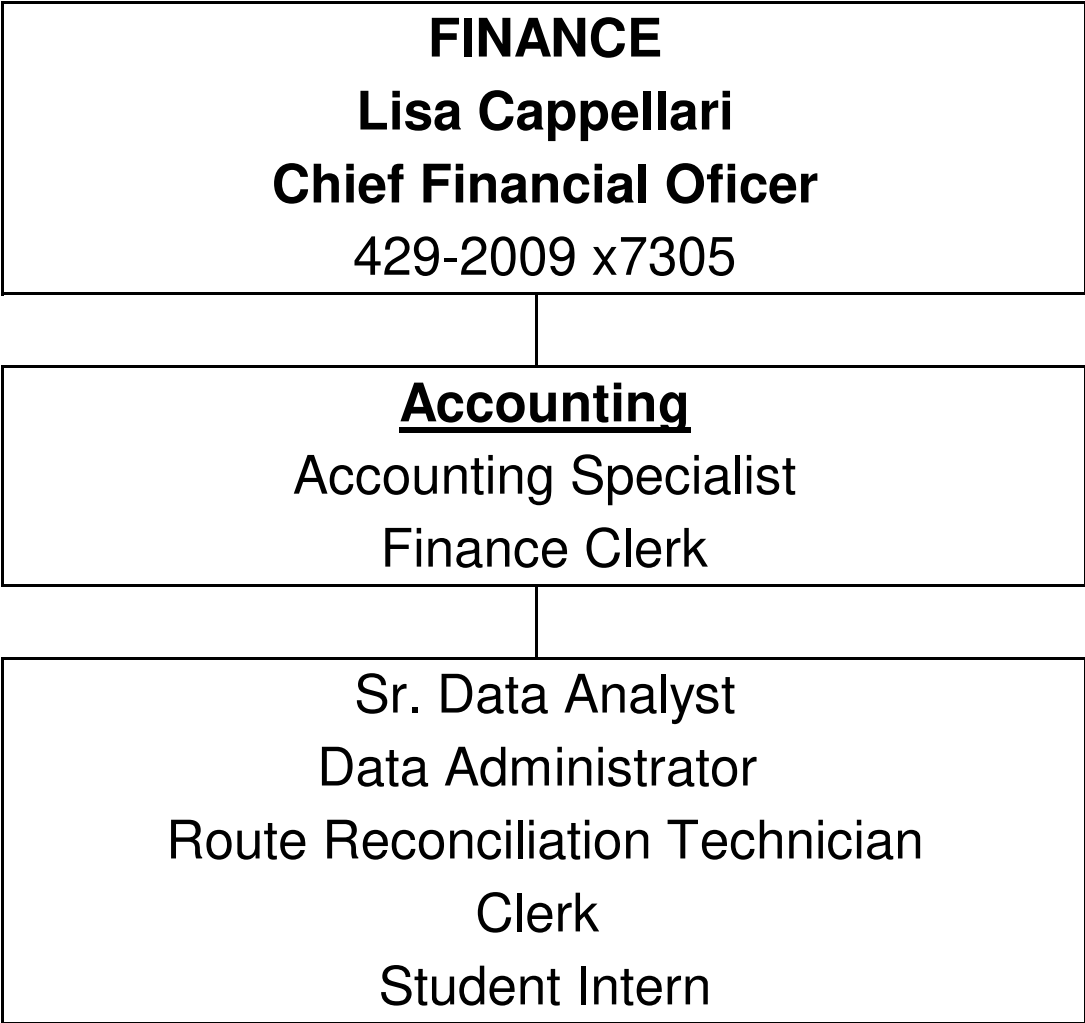 FINANCE
Lisa Cappellari
Chief Financial Oficer
429-2009 x7305
Accounting
Accounting Specialist
Finance Clerk
Sr. Data Analyst
Data Administrator
Route Reconciliation Technician
Clerk
Student Intern